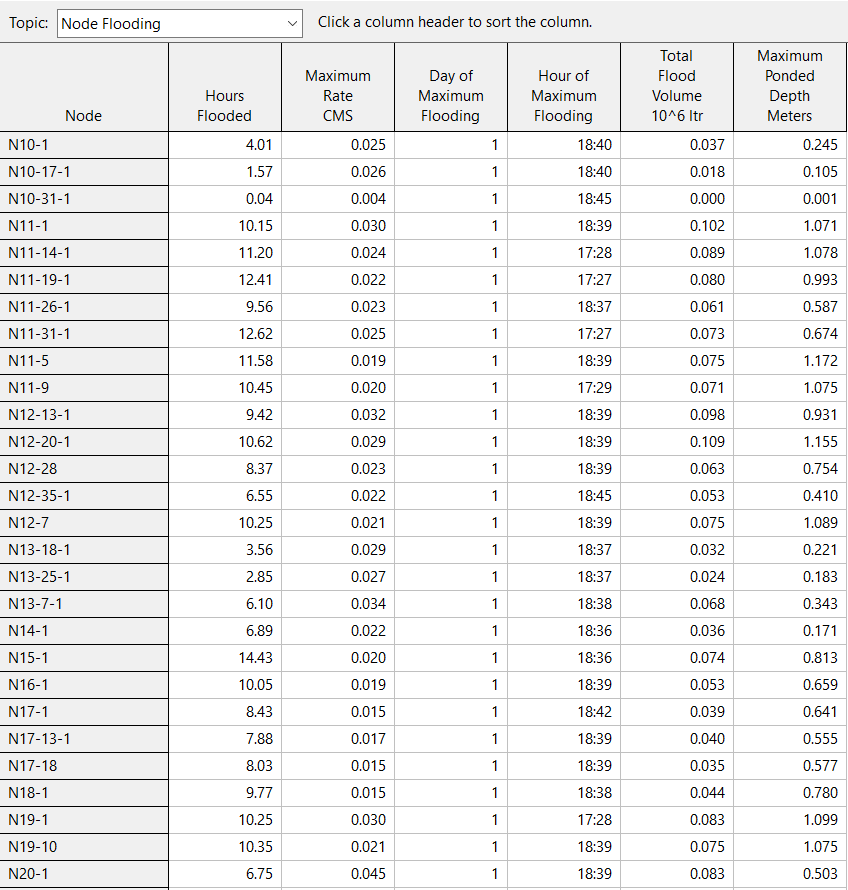 Topic: Node Flooding Click a column header to sort the column.
Node Hours Flooded Maximum Rate CMS Day of Maximum Flooding Hour of Maximum Flooding Total Flood Volume 10^6 ltr Maximum Ponded Depth Meters
N10-1 4.01 0.025 1 18:40 0.037 0.245
N10-17-1 1.57 0.026 1 18:40 0.018 0.105
N10-31-1 0.04 0.004 1 18:45 0.000 0.001
N11-1 10.15 0.030 1 18:39 0.102 1.071
N11-14-1 11.20 0.024 1 17:28 0.089 1.078
N11-19-1 12.41 0.022 1 17:27 0.080 0.993
N11-26-1 9.56 0.023 1 18:37 0.061 0.587
N11-31-1 12.62 0.025 1 17:27 0.073 0.674
N11-5 11.58 0.019 1 18:39 0.075 1.172
N11-9 10.45 0.020 1 17:29 0.071 1.075
N12-13-1 9.42 0.032 1 18:39 0.098 0.931
N12-20-1 10.62 0.029 1 18:39 0.109 1.155
N12-28 8.37 0.023 1 18:39 0.063 0.754
N12-35-1 6.55 0.022 1 18:45 0.053 0.410
N12-7 10.25 0.021 1 18:39 0.075 1.089
N13-18-1 3.56 0.029 1 18:37 0.032 0.221
N13-25-1 2.85 0.027 1 18:37 0.024 0.183
N13-7-1 6.10 0.034 1 18:38 0.068 0.343
N14-1 6.89 0.022 1 18:36 0.036 0.171
N15-1 14.43 0.020 1 18:36 0.074 0.813
N16-1 10.05 0.019 1 18:39 0.053 0.659
N17-1 8.43 0.015 1 18:42 0.039 0.641
N17-13-1 7.88 0.017 1 18:39 0.040 0.555
N17-18 8.03 0.015 1 18:39 0.035 0.577
N18-1 9.77 0.015 1 18:38 0.044 0.780
N19-1 10.25 0.030 1 17:28 0.083 1.099
N19-10 10.35 0.021 1 18:39 0.075 1.075
N20-1 6.75 0.045 1 18:39 0.083 0.503